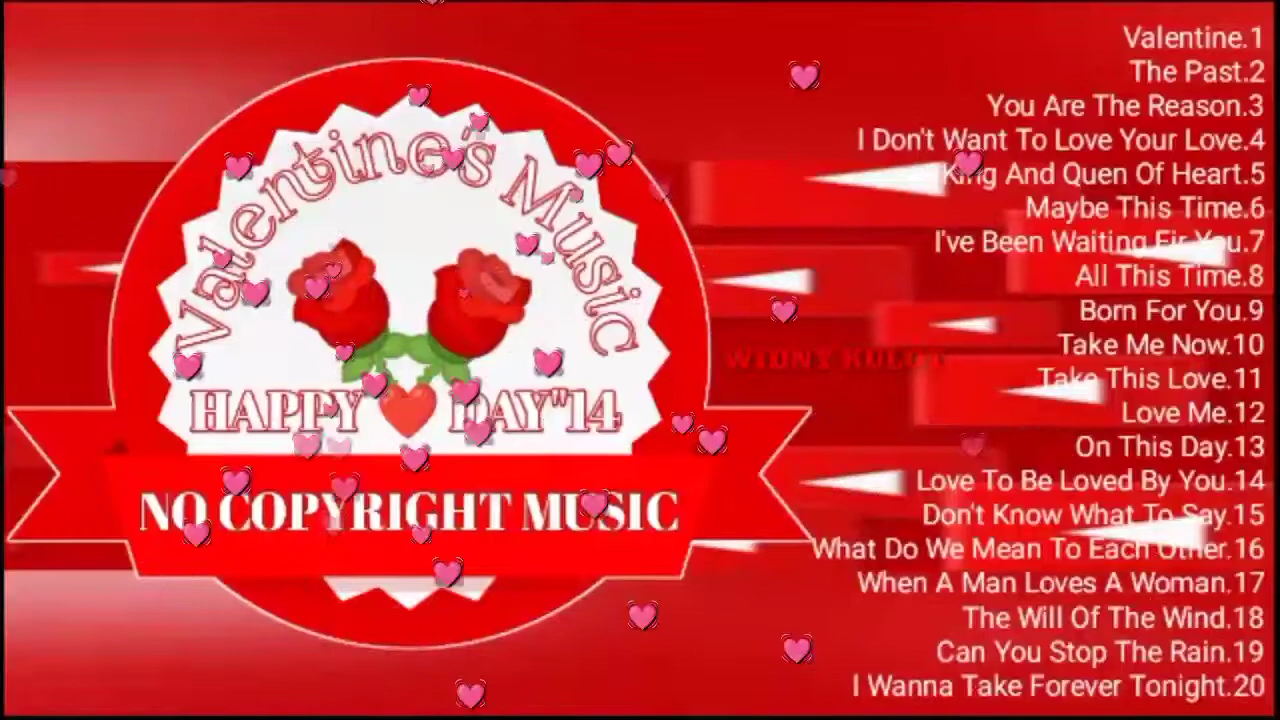 Valentine's Music
HAPPY ❤️ DAY"14
NO COPYRIGHT MUSIC
Valentine.1
The Past.2
You Are The Reason.3
I Don't Want To Love Your Love.4
King And Quen Of Heart.5
Maybe This Time.6
I've Been Waiting Fir You.7
All This Time.8
Born For You.9
Take Me Now.10
Take This Love.11
Love Me.12
On This Day.13
Love To Be Loved By You.14
Don't Know What To Say.15
What Do We Mean To Each Other.16
When A Man Loves A Woman.17
The Will Of The Wind.18
Can You Stop The Rain.19
I Wanna Take Forever Tonight.20